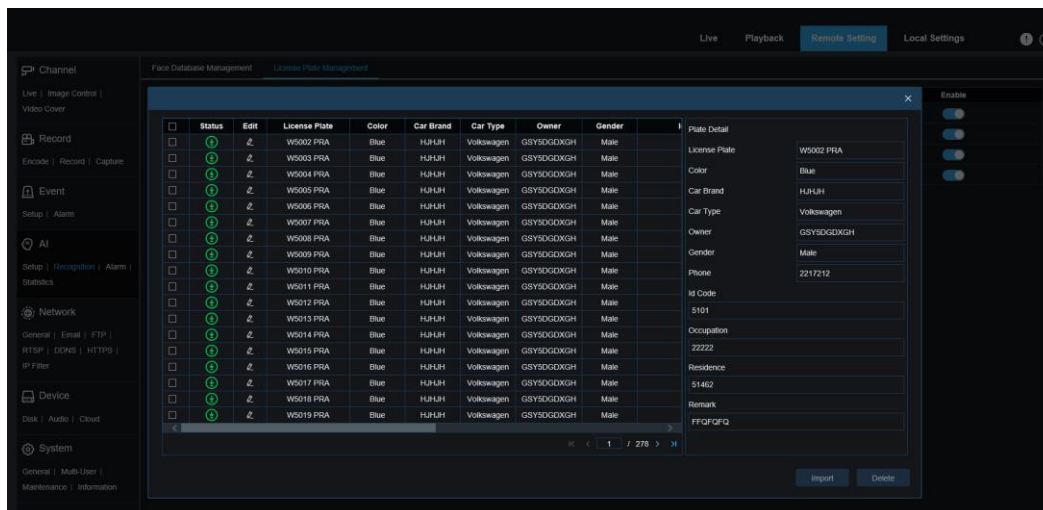 Live Playback Remote Setting Local Settings
Channel
Live | Image Control |
Video Cover
Record
Encode | Record | Capture
Event
Setup | Alarm
AI
Setup | Recognition | Alarm |
Statistics
Network
General | Email | FTP |
RTSP | DDNS | HTTPS |
IP Filter
Device
Disk | Audio | Cloud
System
General | Multi-User |
Maintenance | Information
Face Database Management License Plate Management
Enable
Status Edit License Plate Color Car Brand Car Type Owner Gender
W5002 PRA Blue HJHJH Volkswagen GSY5DGDXGH Male
W5003 PRA Blue HJHJH Volkswagen GSY5DGDXGH Male
W5004 PRA Blue HJHJH Volkswagen GSY5DGDXGH Male
W5005 PRA Blue HJHJH Volkswagen GSY5DGDXGH Male
W5006 PRA Blue HJHJH Volkswagen GSY5DGDXGH Male
W5007 PRA Blue HJHJH Volkswagen GSY5DGDXGH Male
W5008 PRA Blue HJHJH Volkswagen GSY5DGDXGH Male
W5009 PRA Blue HJHJH Volkswagen GSY5DGDXGH Male
W5010 PRA Blue HJHJH Volkswagen GSY5DGDXGH Male
W5011 PRA Blue HJHJH Volkswagen GSY5DGDXGH Male
W5012 PRA Blue HJHJH Volkswagen GSY5DGDXGH Male
W5013 PRA Blue HJHJH Volkswagen GSY5DGDXGH Male
W5014 PRA Blue HJHJH Volkswagen GSY5DGDXGH Male
W5015 PRA Blue HJHJH Volkswagen GSY5DGDXGH Male
W5016 PRA Blue HJHJH Volkswagen GSY5DGDXGH Male
W5017 PRA Blue HJHJH Volkswagen GSY5DGDXGH Male
W5018 PRA Blue HJHJH Volkswagen GSY5DGDXGH Male
W5019 PRA Blue HJHJH Volkswagen GSY5DGDXGH Male
1 / 278
Plate Detail
License Plate W5002 PRA
Color Blue
Car Brand HJHJH
Car Type Volkswagen
Owner GSY5DGDXGH
Gender Male
Phone 2217212
Id Code
5101
Occupation
22222
Residence
51462
Remark
FFQFQFQ
Import Delete